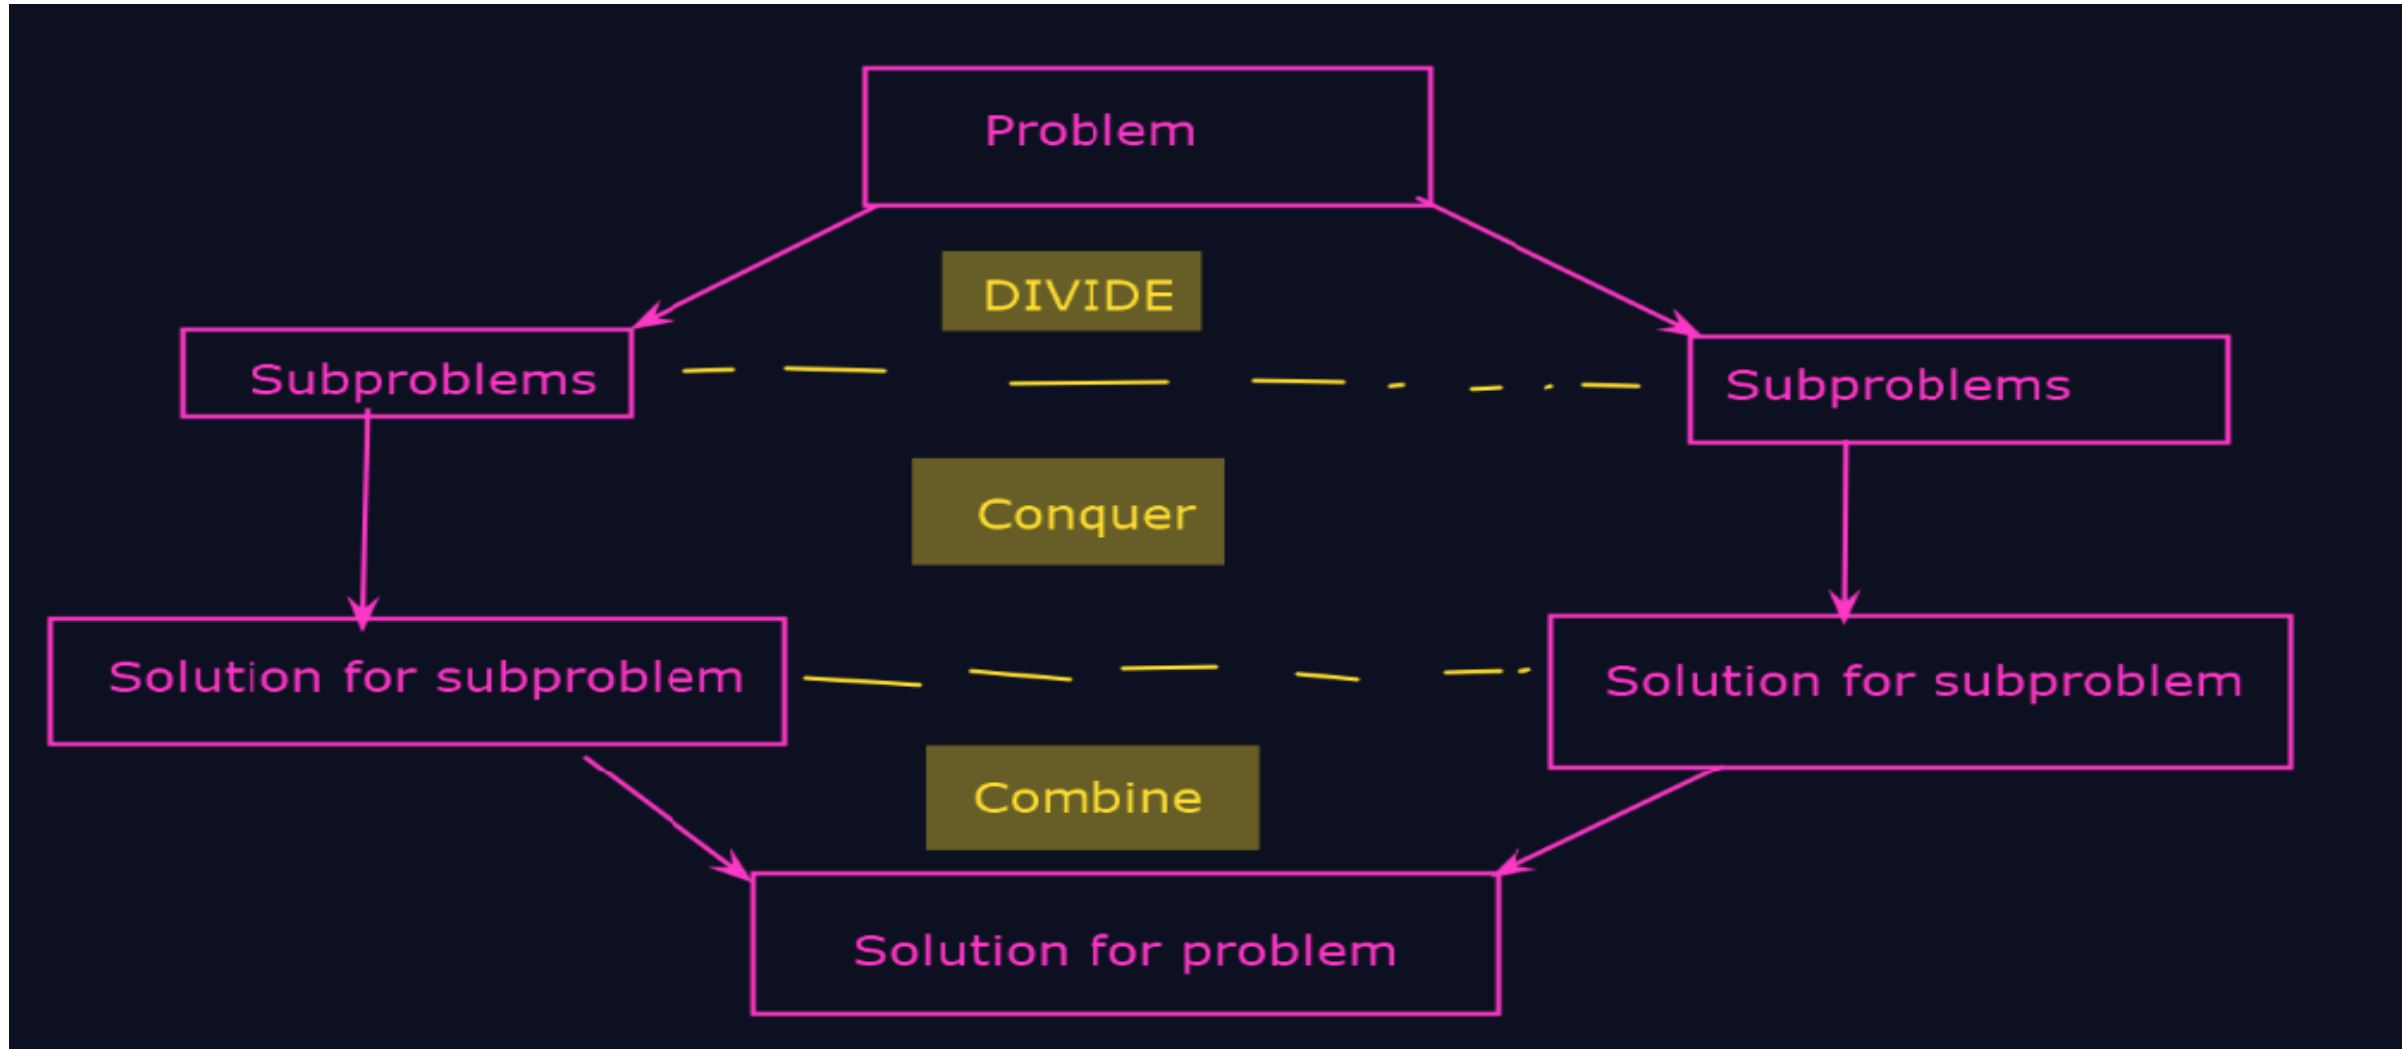 Problem
DIVIDE
Subproblems
Subproblems
Conquer
Solution for subproblem
Solution for subproblem
Combine
Solution for problem